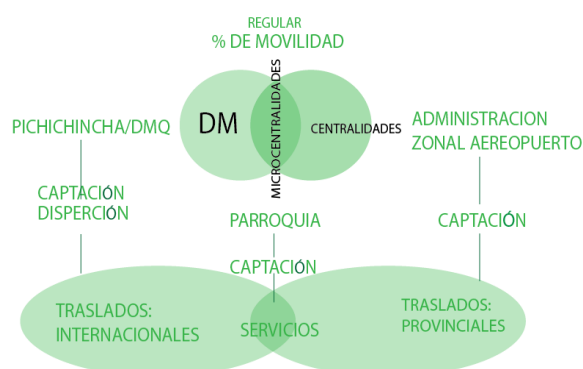 REGULAR
% DE MOVILIDAD
DM
MICROCENTRALIDADES
CENTRALIDADES
PICHICHINCHA/DMQ
ADMINISTRACION
ZONAL AEREOPUERTO
CAPTACIÓN
DISPERCIÓN
PARROQUIA
CAPTACIÓN
CAPTACIÓN
TRASLADOS:
INTERNACIONALES
SERVICIOS
TRASLADOS:
PROVINCIALES